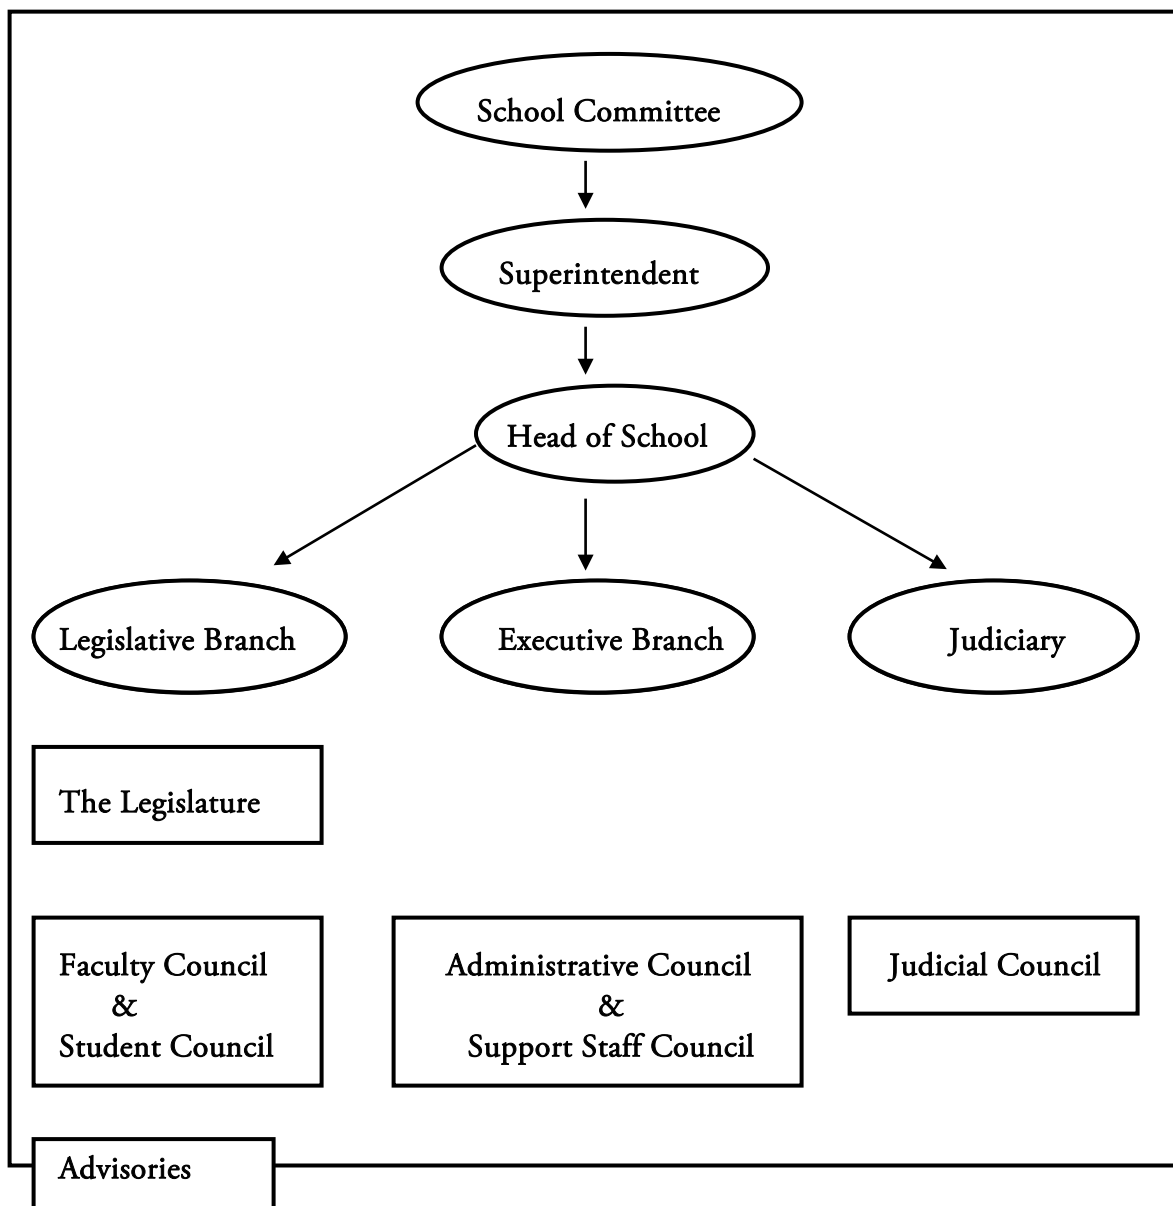 School Committee
Superintendent
Head of School
Legislative Branch
Executive Branch
Judiciary
The Legislature
Faculty Council
&
Student Council
Administrative Council
&
Support Staff Council
Judicial Council
Advisories